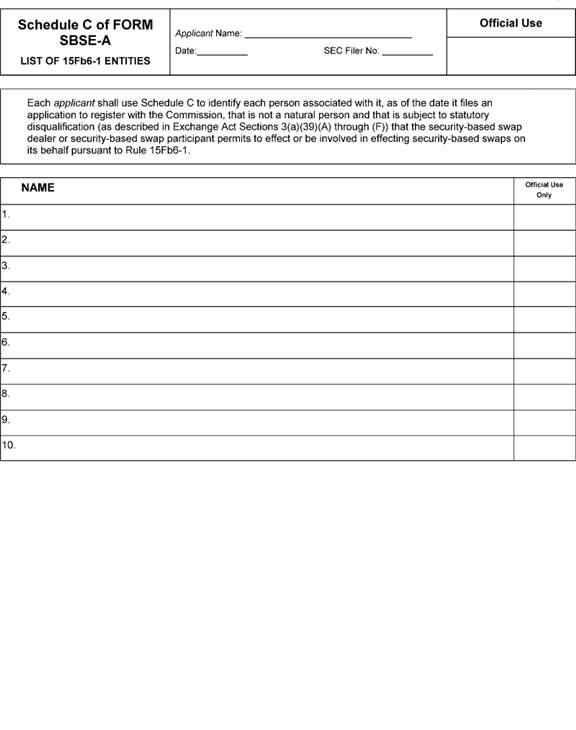 Schedule C of FORM
SBSE-A
LIST OF 15Fb6-1 ENTITIES
Applicant Name: ______________________________
Date:_________ SEC Filer No: _________
Official Use
Each applicant shall use Schedule C to identify each person associated with it, as of the date it files an
application to register with the Commission, that is not a natural person and that is subject to statutory
disqualification (as described in Exchange Act Sections 3(a)(39)(A) through (F)) that the security-based swap
dealer or security-based swap participant permits to effect or be involved in effecting security-based swaps on
its behalf pursuant to Rule 15Fb6-1.
NAME
Official Use
Only
1.
2.
3.
4.
5.
6.
7.
8.
9.
10.